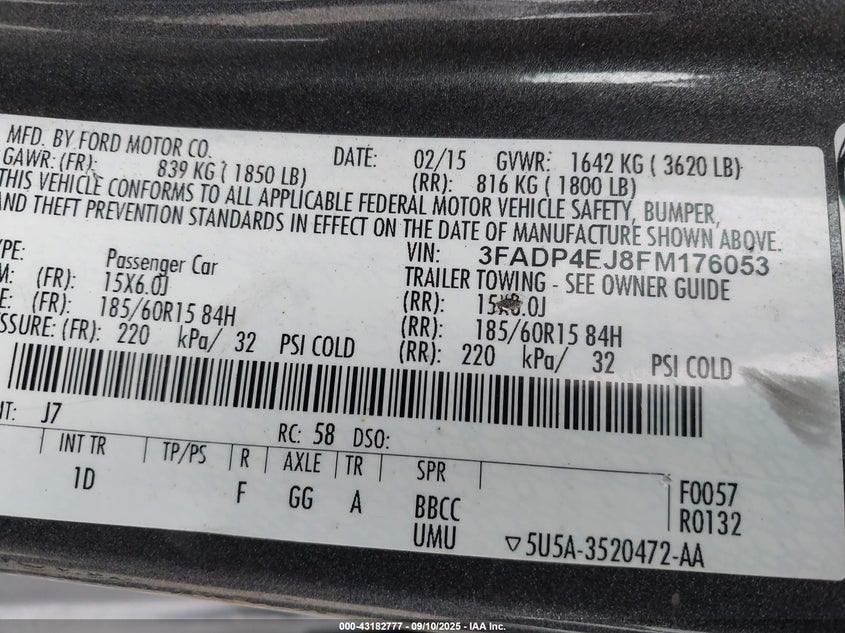 MFD. BY FORD MOTOR CO.
DATE: 02/15 GVWR: 1642 KG ( 3620 LB)
GAWR: (FR): 839 KG ( 1850 LB) (RR): 816 KG ( 1800 LB)
THIS VEHICLE CONFORMS TO ALL APPLICABLE FEDERAL MOTOR VEHICLE SAFETY, BUMPER,
AND THEFT PREVENTION STANDARDS IN EFFECT ON THE DATE OF MANUFACTURE SHOWN ABOVE.
YPE: Passenger Car VIN: 3FADP4EJ8FM176053
TRAILER TOWING - SEE OWNER GUIDE
M: (FR): 15X6.0J (RR): 15X6.0J
E: (FR): 185/60R15 84H (RR): 185/60R15 84H
SSURE: (FR): 220 kPa/ 32 PSI COLD (RR): 220 kPa/ 32 PSI COLD
NT: J7 RC: 58 DSO:
INT TR TP/PS R AXLE TR SPR
1D F GG A BBCC
UMU
F0057
R0132
▽5U5A-3520472-AA
000-43182777 - 09/10/2025 - IAA Inc.